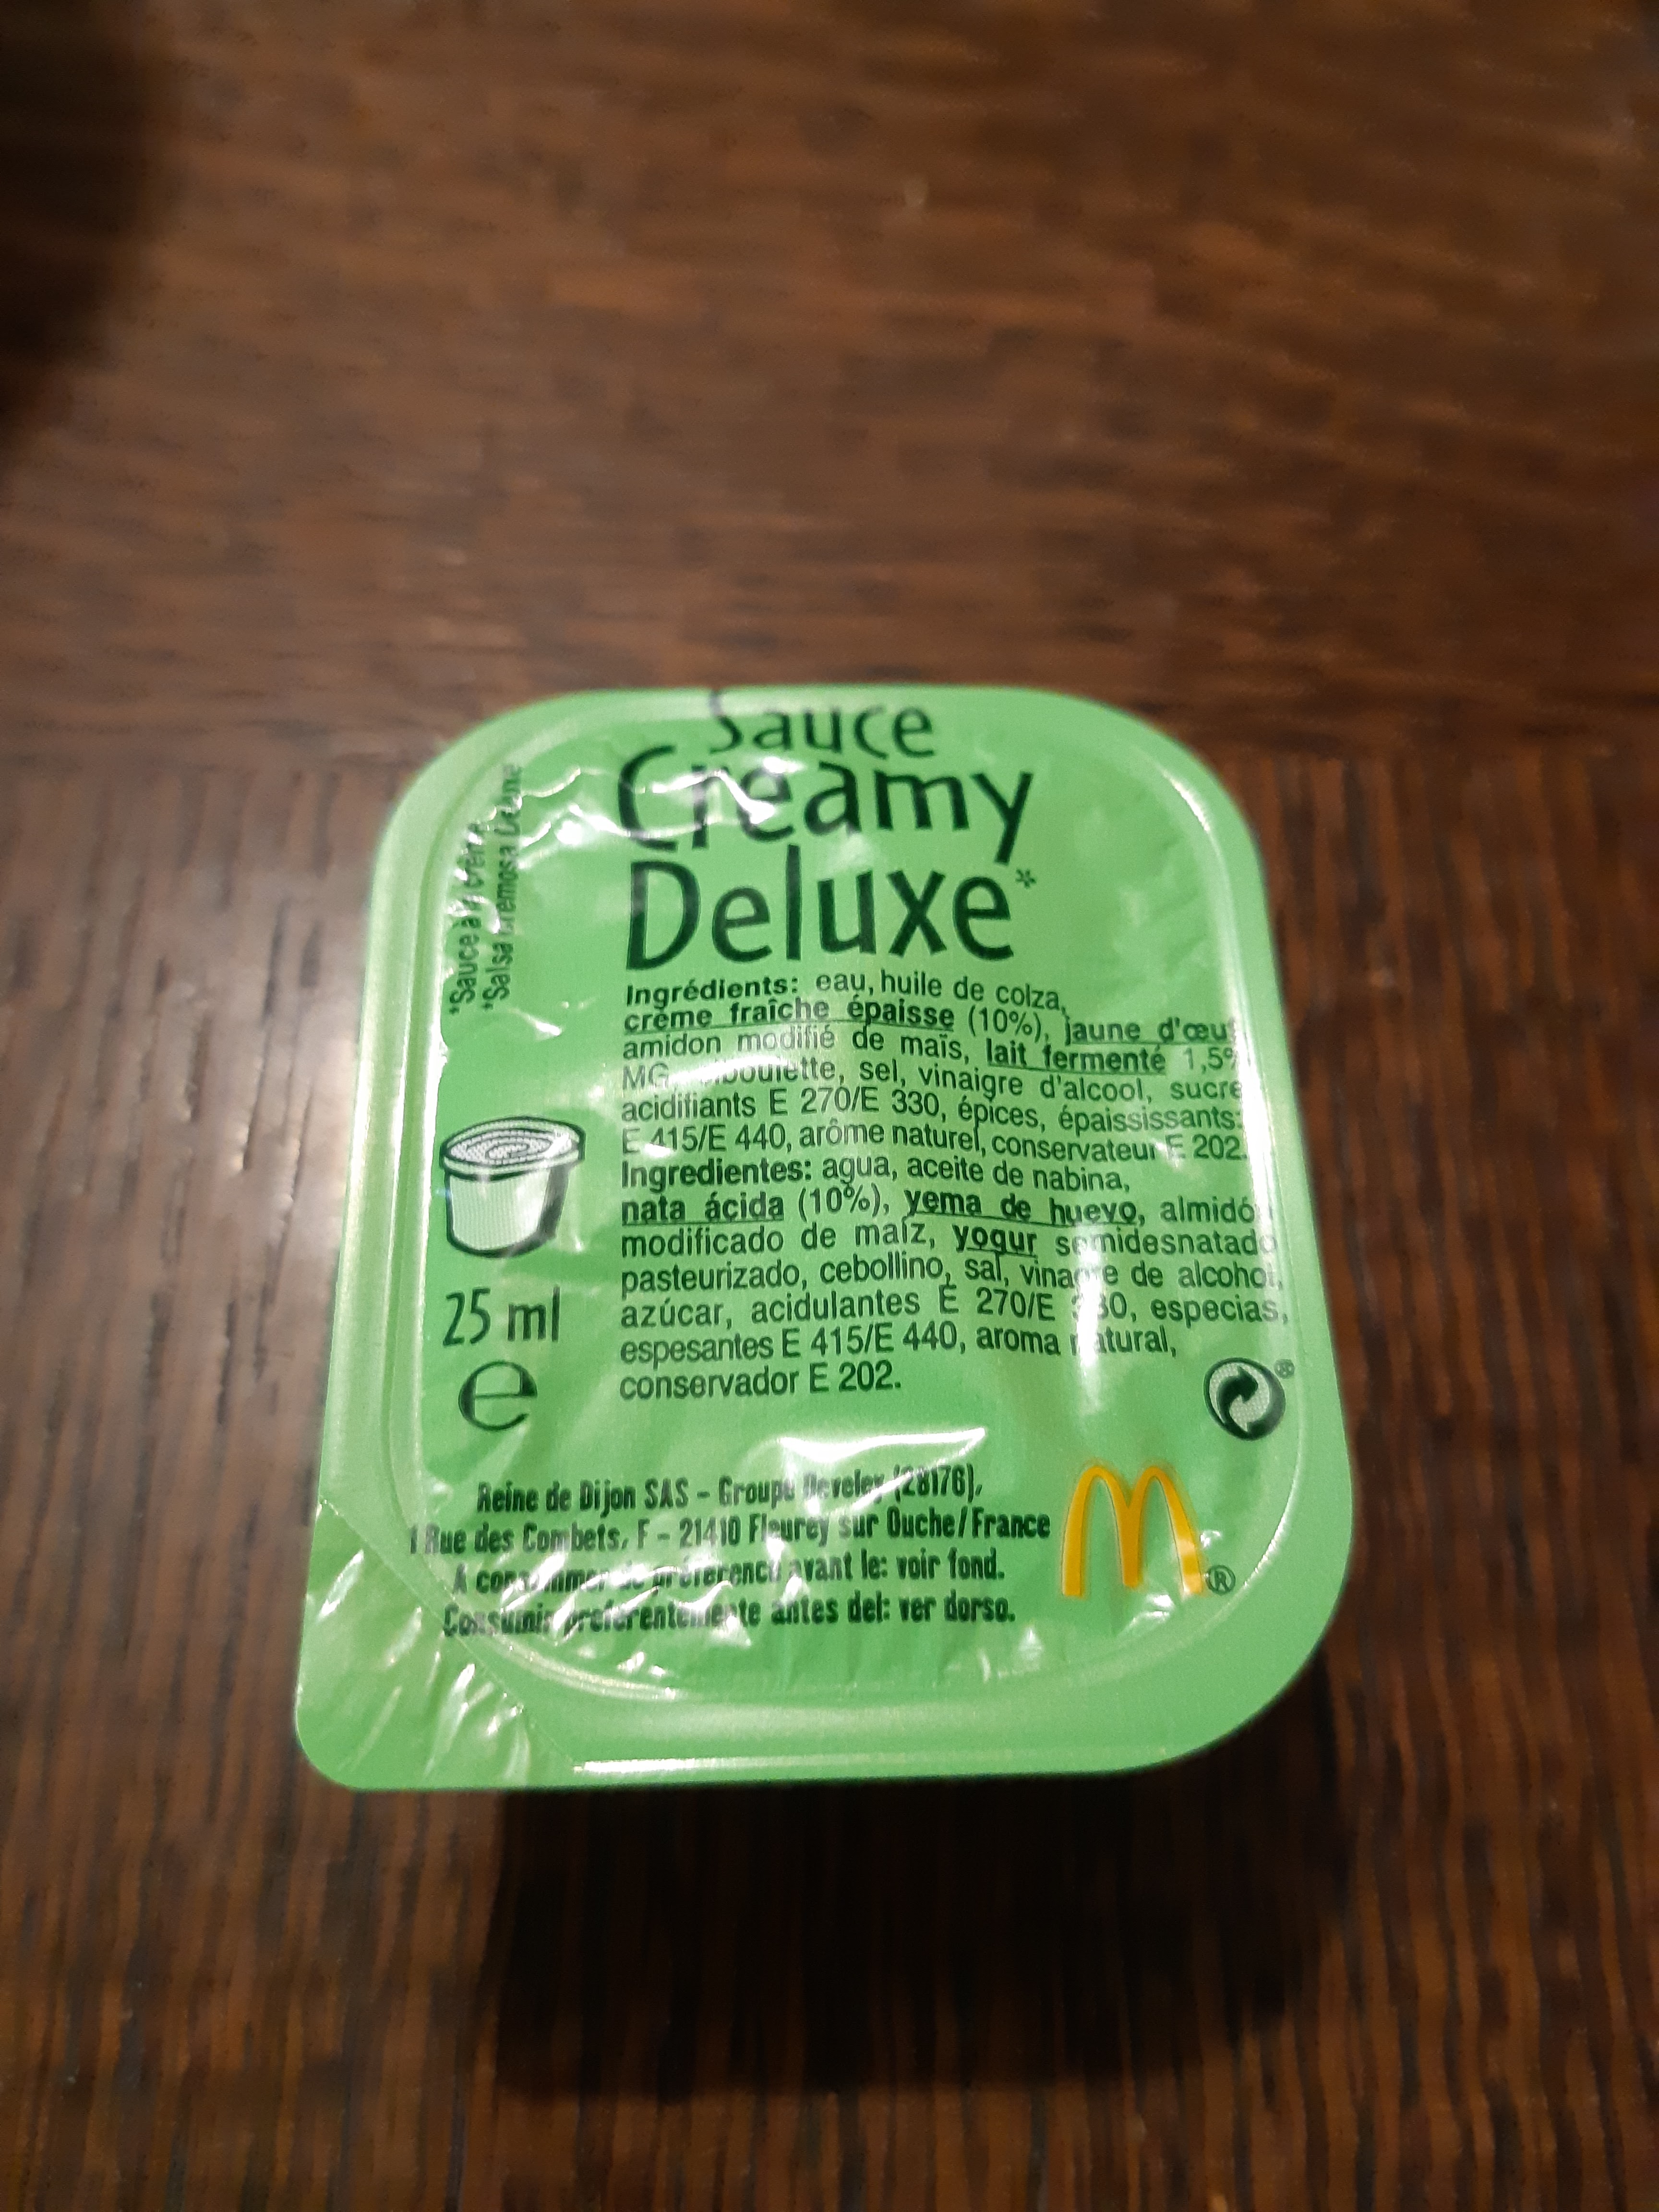 Sauce
Creamy
Deluxe*
*Sauce à la
*Salsa Cremosa Deluxe
Ingrédients: eau, huile de colza,
crème fraîche épaisse (10%), jaune d'œuf
amidon modifié de maïs, lait fermenté 1,5%
MG, sel, vinaigre d'alcool, sucre
acidifiants E 270/E 330, épices, épaississants:
E 415/E 440, arôme naturel, conservateur E 202.
Ingredientes: agua, aceite de nabina,
nata ácida (10%), yema de huevo, almidó
modificado de maíz, yogur semidesnatado
pasteurizado, cebollino, sal, vinagre de alcohol,
azúcar, acidulantes E 270/E 330, especias,
espesantes E 415/E 440, aroma natural,
conservador E 202.
25 ml
e
Reine de Dijon SAS - Groupe Develey (28176),
1 Rue des Combets, F - 21410 Fleurey sur Ouche/France
A consommer de préférence avant le: voir fond.
Consumir preferentemente antes del: ver dorso.
M®